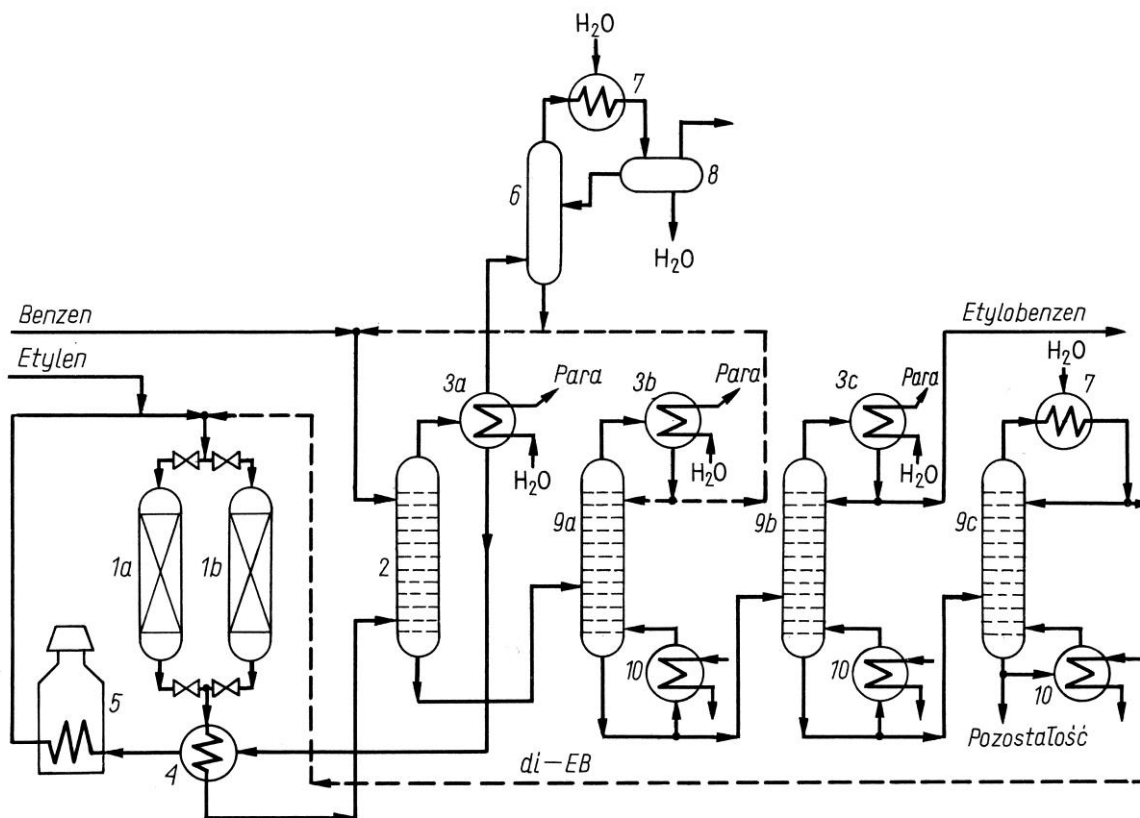 H₂O
7
6
8
H₂O
Benzen
Etylen
Etylobenzen
H₂O
3a
Para
3b
Para
3c
Para
7
H₂O
H₂O
H₂O
1a
1b
2
9a
9b
9c
5
4
10
10
10
Pozostałość
di–EB